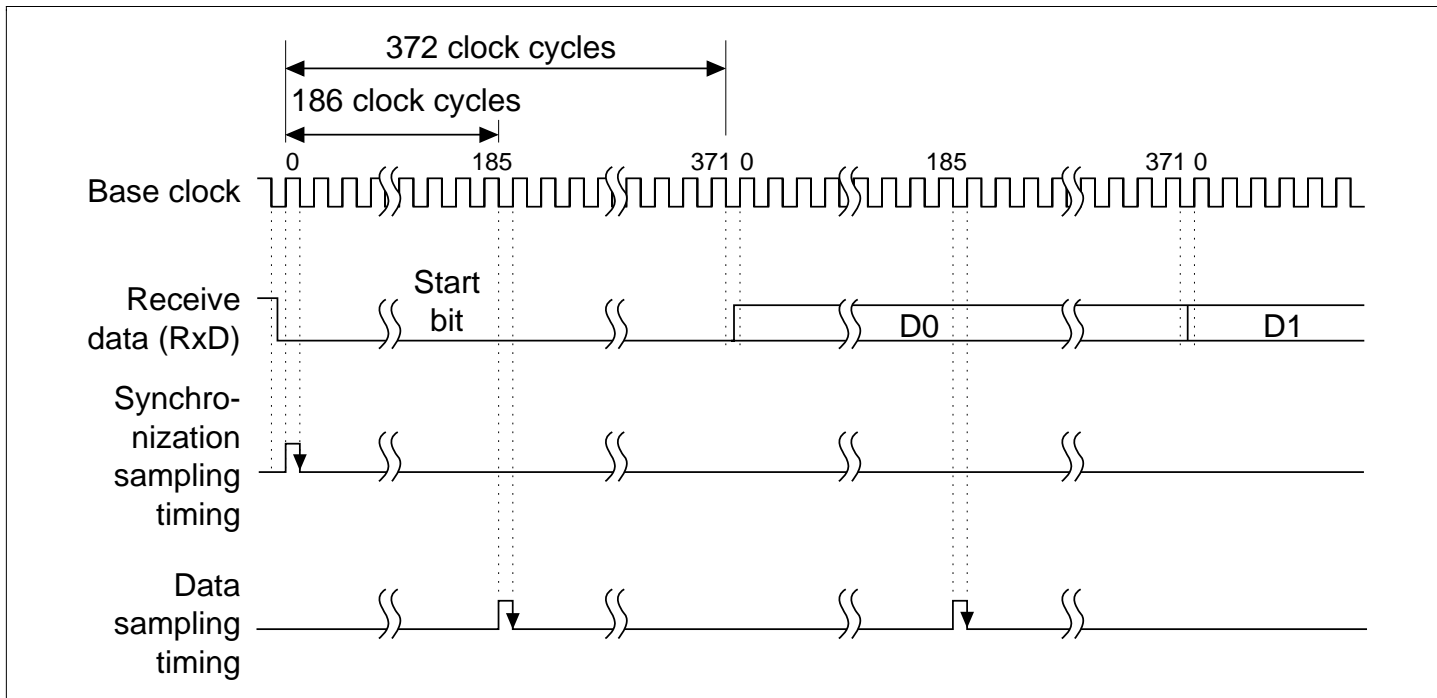 372 clock cycles
186 clock cycles
0 185 371 0 185 371 0
Base clock
Start
bit
Receive
data (RxD)
D0 D1
Synchro-
nization
sampling
timing
Data
sampling
timing